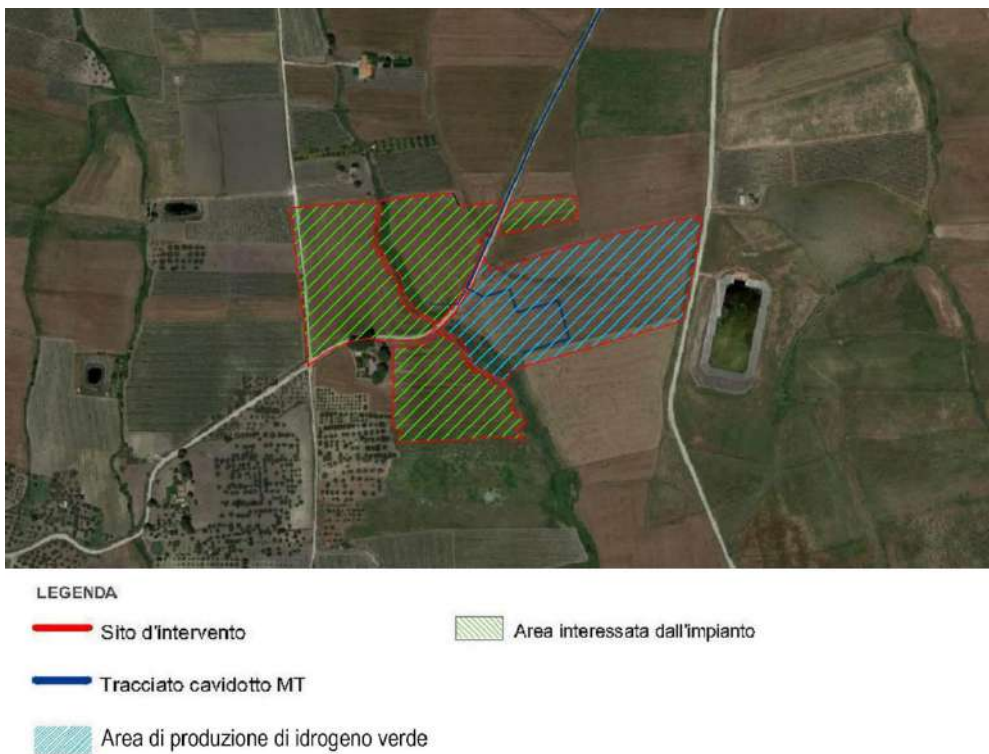 LEGENDA
Sito d'intervento
Area interessata dall'impianto
Tracciato cavidotto MT
Area di produzione di idrogeno verde